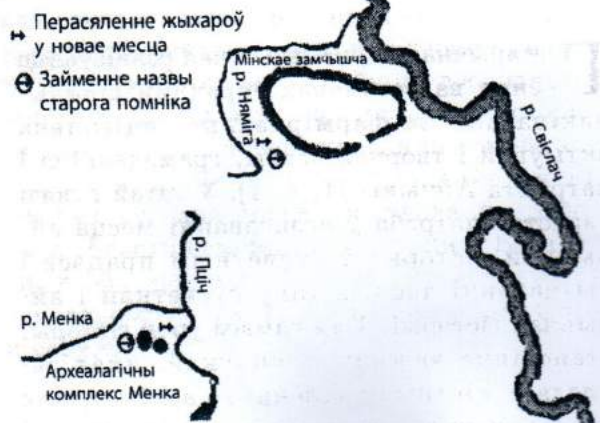 Перасяленне жыхароў
у новае месца
Займенне назвы
старога помніка
Мінскае замчышча
р. Няміга
р. Свіслач
р. Пціч
р. Менка
Археалагічны
комплекс Менка